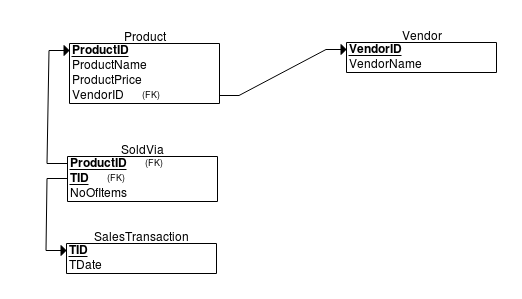 Product
ProductID
ProductName
ProductPrice
VendorID (FK)
Vendor
VendorID
VendorName
SoldVia
ProductID (FK)
TID (FK)
NoOfItems
SalesTransaction
TID
TDate